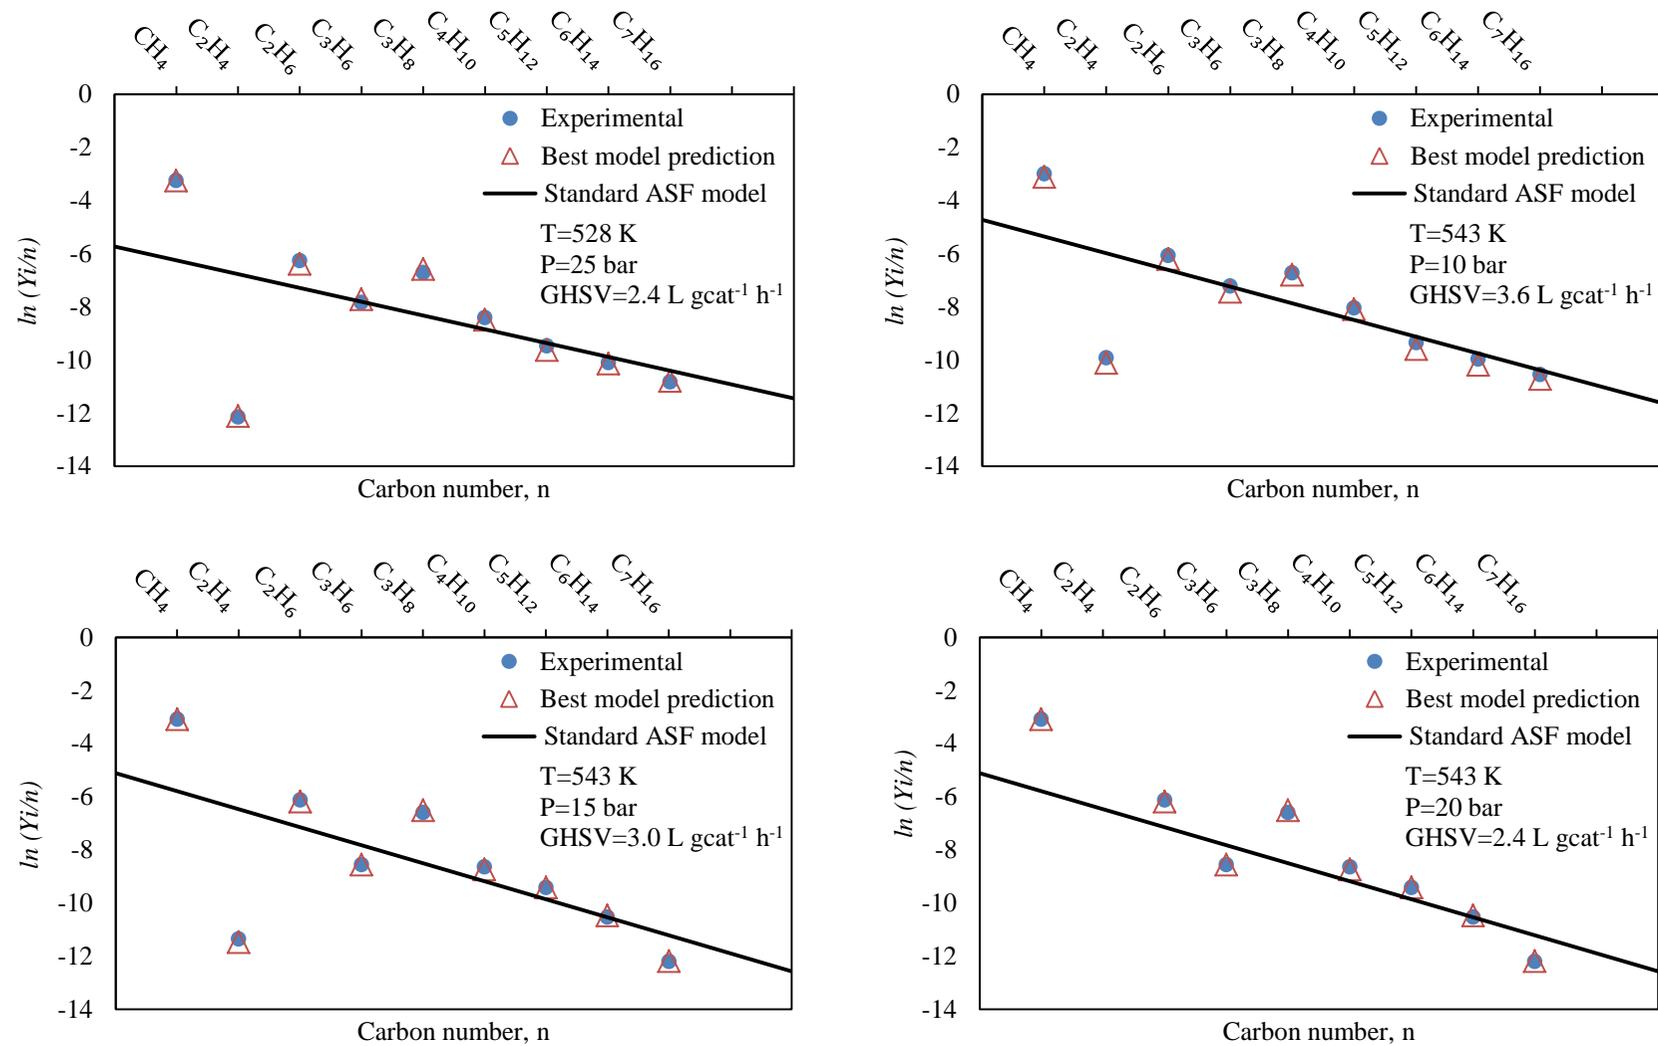 CH₄ C₂H₄ C₂H₆ C₃H₆ C₃H₈ C₄H₁₀ C₅H₁₂ C₆H₁₄ C₇H₁₆
0
-2
-4
-6
-8
-10
-12
-14
ln (Yi/n)
Experimental
Best model prediction
Standard ASF model
T=528 K
P=25 bar
GHSV=2.4 L gcat⁻¹ h⁻¹
Carbon number, n
CH₄ C₂H₄ C₂H₆ C₃H₆ C₃H₈ C₄H₁₀ C₅H₁₂ C₆H₁₄ C₇H₁₆
0
-2
-4
-6
-8
-10
-12
-14
ln (Yi/n)
Experimental
Best model prediction
Standard ASF model
T=543 K
P=10 bar
GHSV=3.6 L gcat⁻¹ h⁻¹
Carbon number, n
CH₄ C₂H₄ C₂H₆ C₃H₆ C₃H₈ C₄H₁₀ C₅H₁₂ C₆H₁₄ C₇H₁₆
0
-2
-4
-6
-8
-10
-12
-14
ln (Yi/n)
Experimental
Best model prediction
Standard ASF model
T=543 K
P=15 bar
GHSV=3.0 L gcat⁻¹ h⁻¹
Carbon number, n
CH₄ C₂H₄ C₂H₆ C₃H₆ C₃H₈ C₄H₁₀ C₅H₁₂ C₆H₁₄ C₇H₁₆
0
-2
-4
-6
-8
-10
-12
-14
ln (Yi/n)
Experimental
Best model prediction
Standard ASF model
T=543 K
P=20 bar
GHSV=2.4 L gcat⁻¹ h⁻¹
Carbon number, n